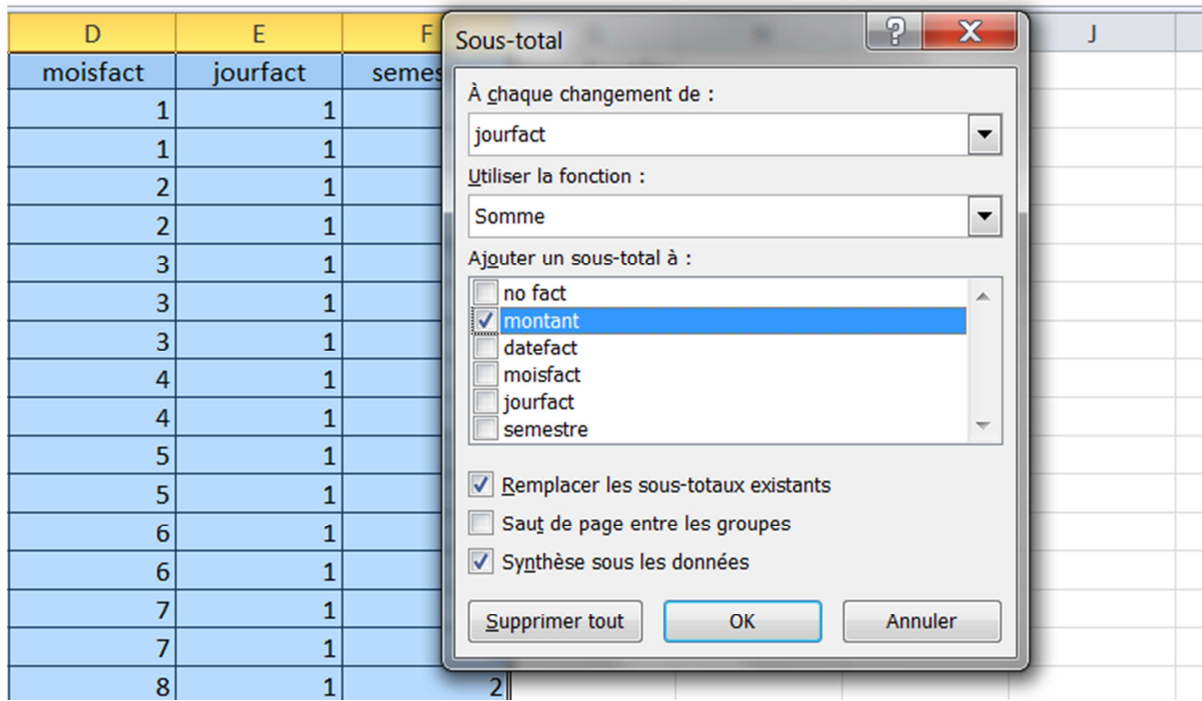 D E F J
moisfact jourfact semes
1 1
1 1
2 1
2 1
3 1
3 1
3 1
4 1
4 1
5 1
5 1
6 1
6 1
7 1
7 1
8 1 2
Sous-total
À chaque changement de :
jourfact
Utiliser la fonction :
Somme
Ajouter un sous-total à :
no fact
montant
datefact
moisfact
jourfact
semestre
Remplacer les sous-totaux existants
Saut de page entre les groupes
Synthèse sous les données
Supprimer tout OK Annuler